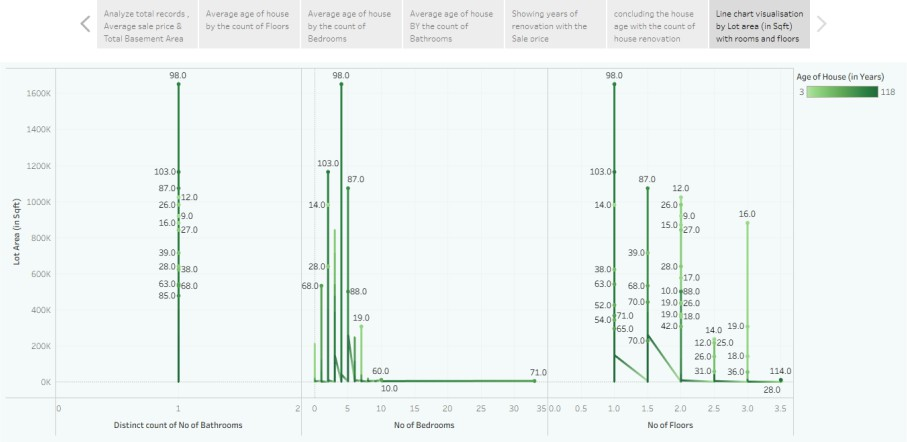 Analyze total records ,
Average sale price &
Total Basement Area
Average age of house
by the count of Floors
Average age of house
by the count of
Bedrooms
Average age of house
BY the count of
Bathrooms
Showing years of
renovation with the
Sale price
concluding the house
age with the count of
house renovation
Line chart visualisation
by Lot area (in Sqft)
with rooms and floors
Age of House (in Years)
3 118
Lot Area (in Sqft)
1600K
1400K
1200K
1000K
800K
600K
400K
200K
0K
98.0
103.0
87.0
12.0
26.0
9.0
16.0
27.0
39.0
28.0
38.0
63.0
68.0
85.0
0 1 2
Distinct count of No of Bathrooms
98.0
103.0
87.0
14.0
28.0
68.0
88.0
19.0
60.0
10.0
71.0
0 5 10 15 20 25 30 35
No of Bedrooms
98.0
103.0
87.0
14.0
12.0
26.0
9.0
15.0
27.0
16.0
39.0
38.0
28.0
63.0
68.0
17.0
10.0
88.0
52.0
70.0
19.0
26.0
71.0
54.0
19.0
18.0
65.0
42.0
14.0
19.0
70.0
12.0
25.0
26.0
18.0
31.0
36.0
114.0
28.0
0.0 0.5 1.0 1.5 2.0 2.5 3.0 3.5
No of Floors